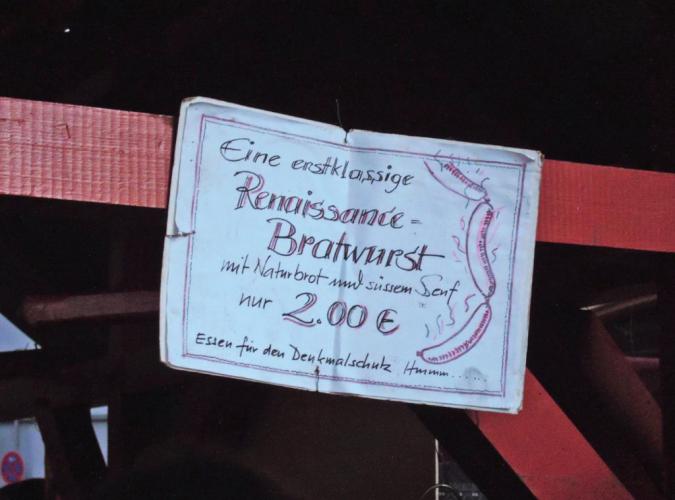 Eine erstklassige
Renaissance=
Bratwurst
mit Naturbrot und süssem Senf
nur 2.00 €
Essen für den Denkmalschutz Hmmm......